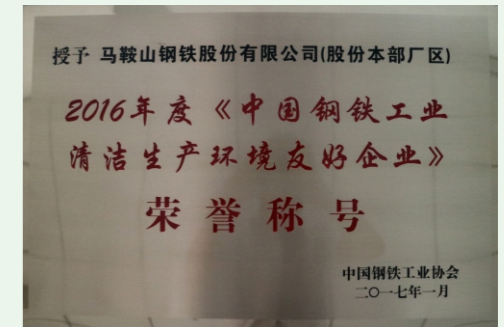 授予 马鞍山钢铁股份有限公司(股份本部厂区)
2016年度《中国钢铁工业
清洁生产环境友好企业》
荣誉称号
中国钢铁工业协会
二〇一七年一月